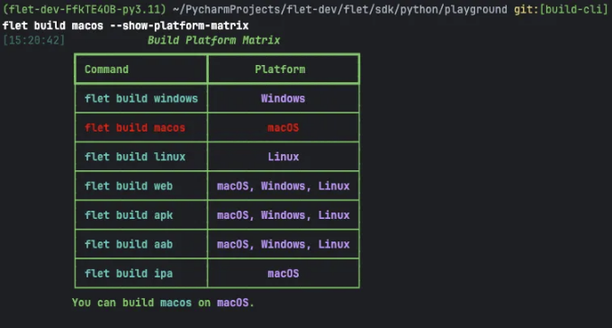 (flet-dev-FfkTE4OB-py3.11) ~/PycharmProjects/flet-dev/flet/sdk/python/playground git:[build-cli]
flet build macos --show-platform-matrix
[15:20:42] Build Platform Matrix
Command Platform
flet build windows Windows
flet build macos macOS
flet build linux Linux
flet build web macOS, Windows, Linux
flet build apk macOS, Windows, Linux
flet build aab macOS, Windows, Linux
flet build ipa macOS
You can build macos on macOS.